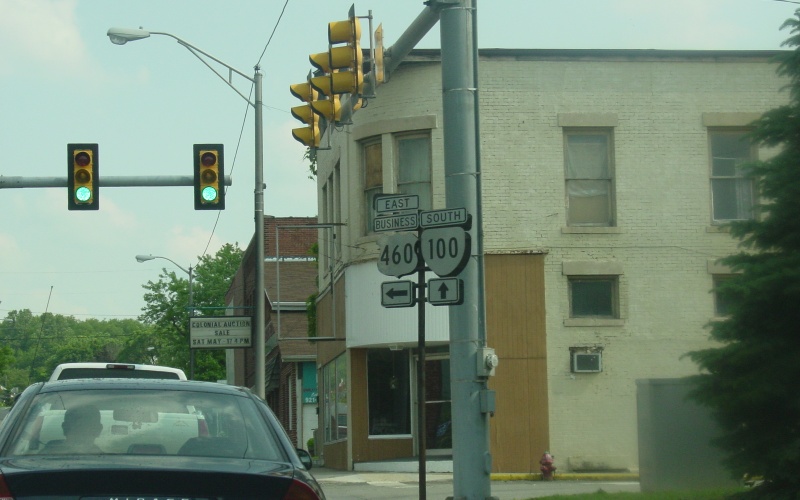 EAST
BUSINESS
460
SOUTH
100
COLONIAL AUCTION
SALE